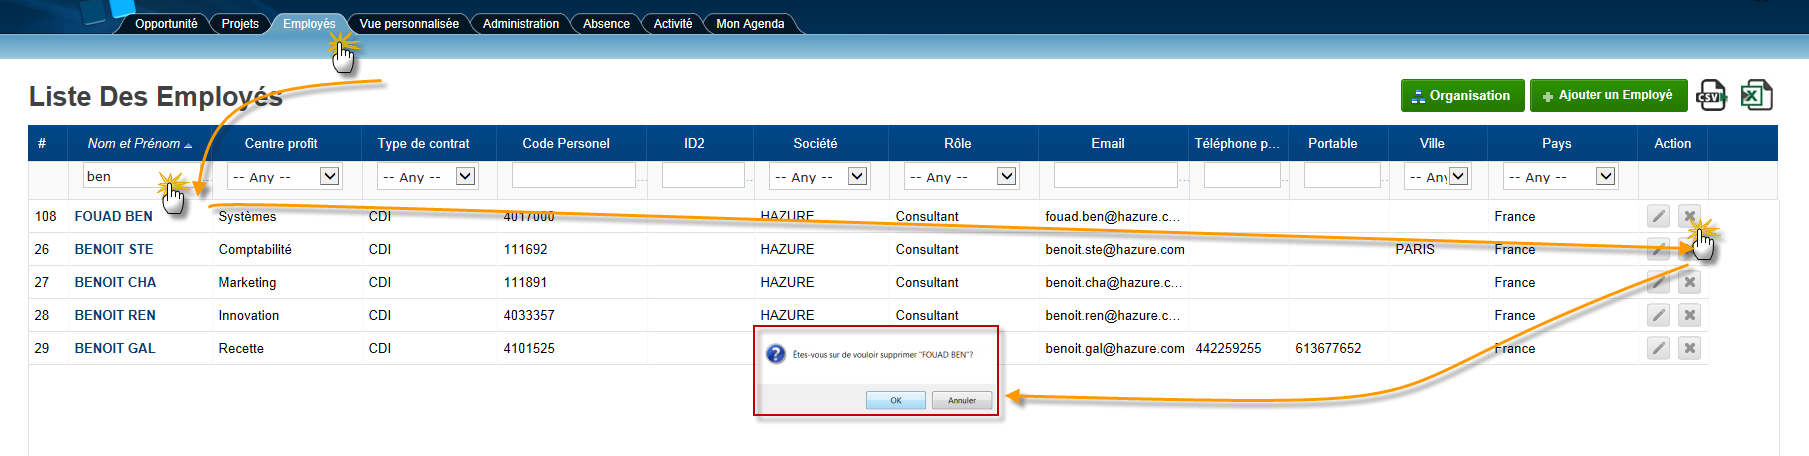 Opportunité Projets Employés Vue personnalisée Administration Absence Activité Mon Agenda
Liste Des Employés
Organisation Ajouter un Employé CSV X
# Nom et Prénom Centre profit Type de contrat Code Personel ID2 Société Rôle Email Téléphone p... Portable Ville Pays Action
ben -- Any -- -- Any -- -- Any -- -- Any -- -- Any -- Any --
108 FOUAD BEN Systèmes CDI 4017000 HAZURE Consultant fouad.ben@hazure.c... France
26 BENOIT STE Comptabilité CDI 111692 HAZURE Consultant benoit.ste@hazure.com PARIS France
27 BENOIT CHA Marketing CDI 111891 HAZURE Consultant benoit.cha@hazure.c... France
28 BENOIT REN Innovation CDI 4033357 HAZURE Consultant benoit.ren@hazure.c... France
29 BENOIT GAL Recette CDI 4101525 benoit.gal@hazure.com 442259255 613677652 France
Êtes-vous sur de vouloir supprimer "FOUAD BEN"?
OK Annuler